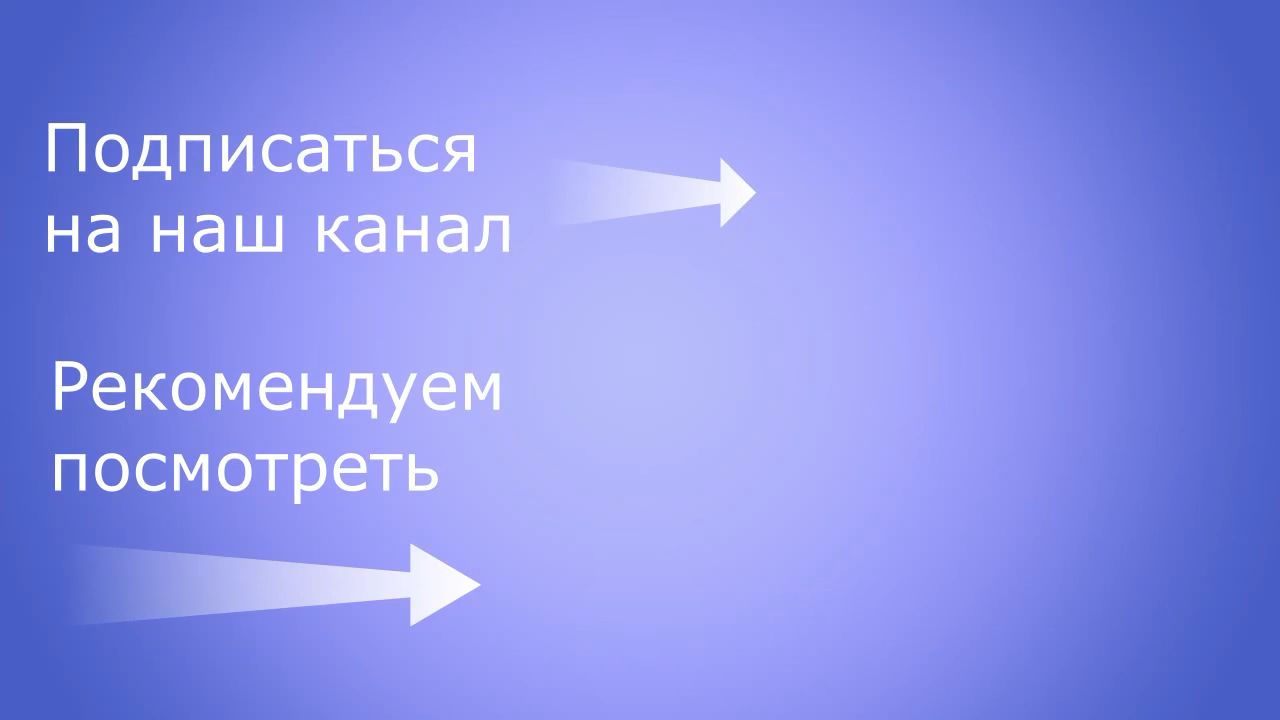 Подписаться
на наш канал
Рекомендуем
посмотреть